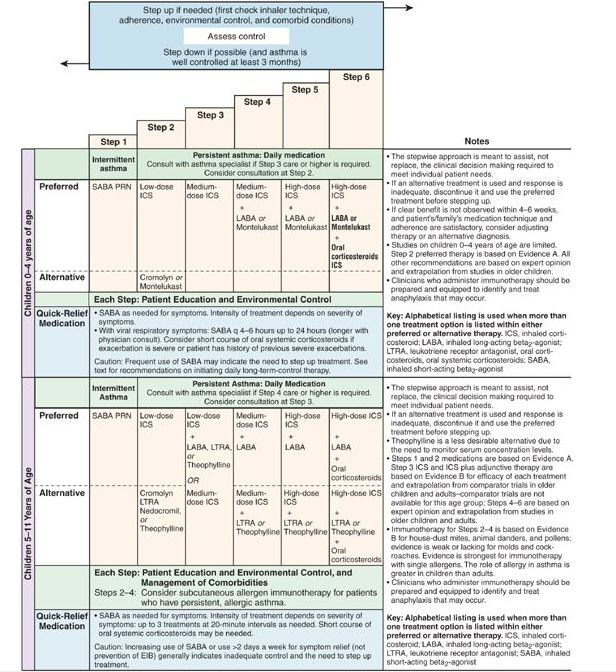 Step up if needed (first check inhaler technique,
adherence, environmental control, and comorbid conditions)
Assess control
Step down if possible (and asthma is
well controlled at least 3 months)
Step 1
Step 2
Step 3
Step 4
Step 5
Step 6
Notes
Children 0–4 years of age
Intermittent
asthma
Persistent asthma: Daily medication
Consult with asthma specialist if Step 3 care or higher is required.
Consider consultation at Step 2.
Preferred
SABA PRN
Low-dose
ICS
Medium-
dose ICS
Medium-
dose ICS
+
LABA or
Montelukast
High-dose
ICS
+
LABA or
Montelukast
High-dose
ICS
+
LABA or
Montelukast
+
Oral
corticosteroids
ICS
Alternative
Cromolyn or
Montelukast
Each Step: Patient Education and Environmental Control
Quick-Relief
Medication
• SABA as needed for symptoms. Intensity of treatment depends on severity of
symptoms.
• With viral respiratory symptoms: SABA q 4–6 hours up to 24 hours (longer with
physician consult). Consider short course of oral systemic corticosteroids if
exacerbation is severe or patient has history of previous severe exacerbations.
Caution: Frequent use of SABA may indicate the need to step up treatment. See
text for recommendations on initiating daily long-term-control therapy.
• The stepwise approach is meant to assist, not
replace, the clinical decision making required to
meet individual patient needs.
• If an alternative treatment is used and response is
inadequate, discontinue it and use the preferred
treatment before stepping up.
• If clear benefit is not observed within 4–6 weeks,
and patient's/family's medication technique and
adherence are satisfactory, consider adjusting
therapy or an alternative diagnosis.
• Studies on children 0–4 years of age are limited.
Step 2 preferred therapy is based on Evidence A. All
other recommendations are based on expert opinion
and extrapolation from studies in older children.
• Clinicians who administer immunotherapy should be
prepared and equipped to identify and treat
anaphylaxis that may occur.
Key: Alphabetical listing is used when more than
one treatment option is listed within either
preferred or alternative therapy. ICS, inhaled corti-
costeroid; LABA, inhaled long-acting beta2-agonist;
LTRA, leukotriene receptor antagonist, oral corti-
costeroids, oral systemic corticosteroids; SABA,
inhaled short-acting beta2-agonist
Children 5–11 Years of Age
Intermittent
Asthma
Persistent Asthma: Daily Medication
Consult with asthma specialist if Step 4 care or higher is required.
Consider consultation at Step 3.
Preferred
SABA PRN
Low-dose
ICS
Low-dose
ICS
+
LABA, LTRA,
or
Theophylline
OR
Medium-
dose ICS
+
LABA
High-dose
ICS
+
LABA
High-dose ICS
+
LABA
+
Oral
corticosteroids
Alternative
Cromolyn
LTRA
Nedocromil,
or
Theophylline
Medium-
dose ICS
Medium-
dose ICS
+
LTRA or
Theophylline
High-dose
ICS
+
LTRA or
Theophylline
High-dose ICS
+
LTRA or
Theophylline
+
Oral
corticosteroids
Each Step: Patient Education and Environmental Control, and
Management of Comorbidities
Steps 2–4: Consider subcutaneous allergen immunotherapy for patients
who have persistent, allergic asthma.
Quick-Relief
Medication
• SABA as needed for symptoms. Intensity of treatment depends on severity of
symptoms: up to 3 treatments at 20-minute intervals as needed. Short course of
oral systemic corticosteroids may be needed.
Caution: Increasing use of SABA or use >2 days a week for symptom relief (not
prevention of EIB) generally indicates inadequate control and the need to step up
treatment.
• The stepwise approach is meant to assist, not
replace, the clinical decision making required to
meet individual patient needs.
• If an alternative treatment is used and response is
inadequate, discontinue it and use the preferred
treatment before stepping up.
• Theophylline is a less desirable alternative due to
the need to monitor serum concentration levels.
• Steps 1 and 2 medications are based on Evidence A.
Step 3 ICS and ICS plus adjunctive therapy are
based on Evidence B for efficacy of each treatment
and extrapolation from comparator trials in older
children and adults–comparator trials are not
available for this age group; Steps 4–6 are based on
expert opinion and extrapolation from studies in
older children and adults.
• Immunotherapy for Steps 2–4 is based on Evidence
B for house-dust mites, animal danders, and pollens;
evidence is weak or lacking for molds and cock-
roaches. Evidence is strongest for immunotherapy
with single allergens. The role of allergy in asthma is
greater in children than adults.
• Clinicians who administer immunotherapy should be
prepared and equipped to identify and treat
anaphylaxis that may occur.
Key: Alphabetical listing is used when more than
one treatment option is listed within either
preferred or alternative therapy. ICS, inhaled corti-
costeroid; LABA, inhaled long-acting beta2-agonist;
LTRA, leukotriene receptor antagonist; SABA, inhaled
short-acting beta2-agonist